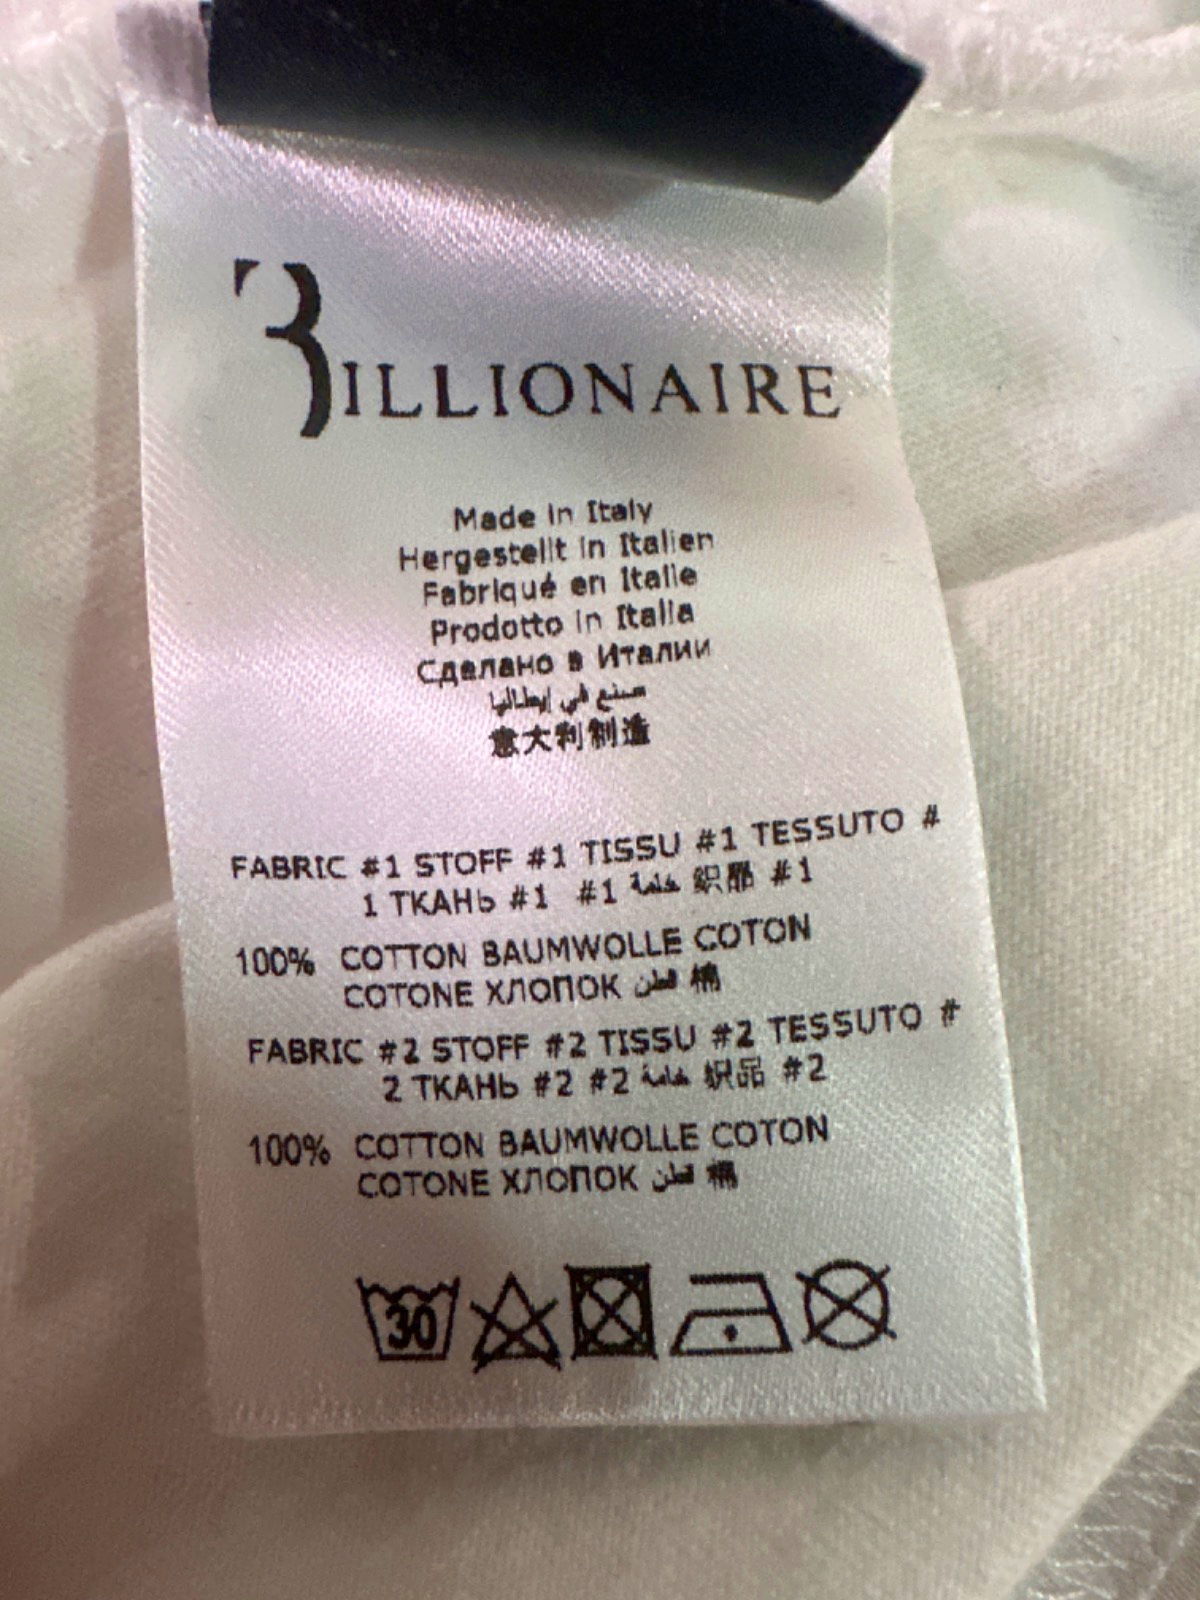 BILLIONAIRE
Made in Italy
Hergestellt in Italien
Fabriqué en Italie
Prodotto in Italia
Сделано в Италии
صنع في إيطاليا
意大利制造
FABRIC #1 STOFF #1 TISSU #1 TESSUTO #
1 ТКАНЬ #1 #1 خامة 织品 #1
100% COTTON BAUMWOLLE COTON
COTONE ХЛОПОК قطن 棉
FABRIC #2 STOFF #2 TISSU #2 TESSUTO #
2 ТКАНЬ #2 #2 خامة 织品 #2
100% COTTON BAUMWOLLE COTON
COTONE ХЛОПОК قطن 棉
30